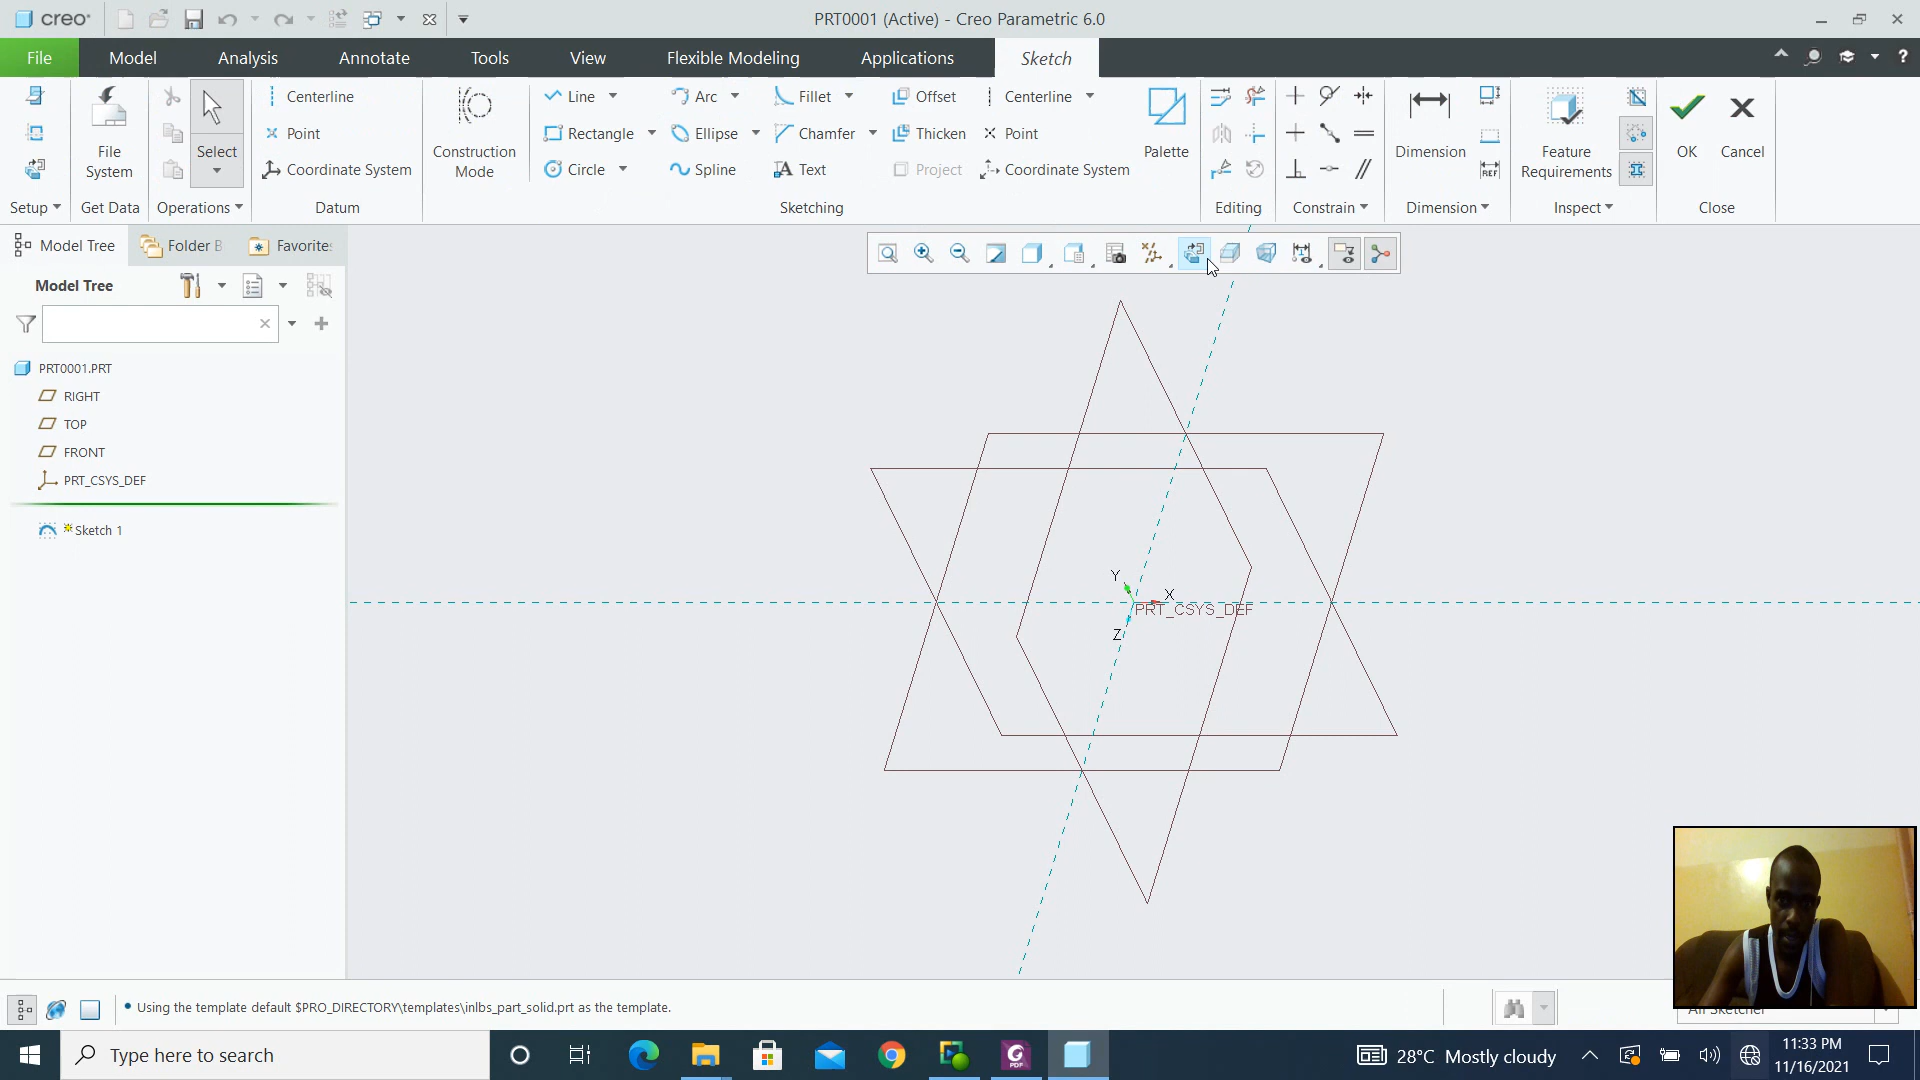 creo
PRT0001 (Active) - Creo Parametric 6.0
File
Model
Analysis
Annotate
Tools
View
Flexible Modeling
Applications
Sketch
?
Setup
File System
Get Data
Select
Operations
Centerline
Point
Coordinate System
Datum
Construction Mode
Line
Rectangle
Circle
Arc
Ellipse
Spline
Fillet
Chamfer
Text
Offset
Thicken
Project
Centerline
Point
Coordinate System
Sketching
Palette
Editing
Constrain
Dimension
REF
Dimension
Feature Requirements
Inspect
OK
Cancel
Close
Model Tree
Folder B
Favorite
Model Tree
PRT0001.PRT
RIGHT
TOP
FRONT
PRT_CSYS_DEF
Sketch 1
Y
X
PRT_CSYS_DEF
Z
Using the template default $PRO_DIRECTORY\templates\inlbs_part_solid.prt as the template.
All Sketcher
Type here to search
PDF
28°C Mostly cloudy
11:33 PM
11/16/2021